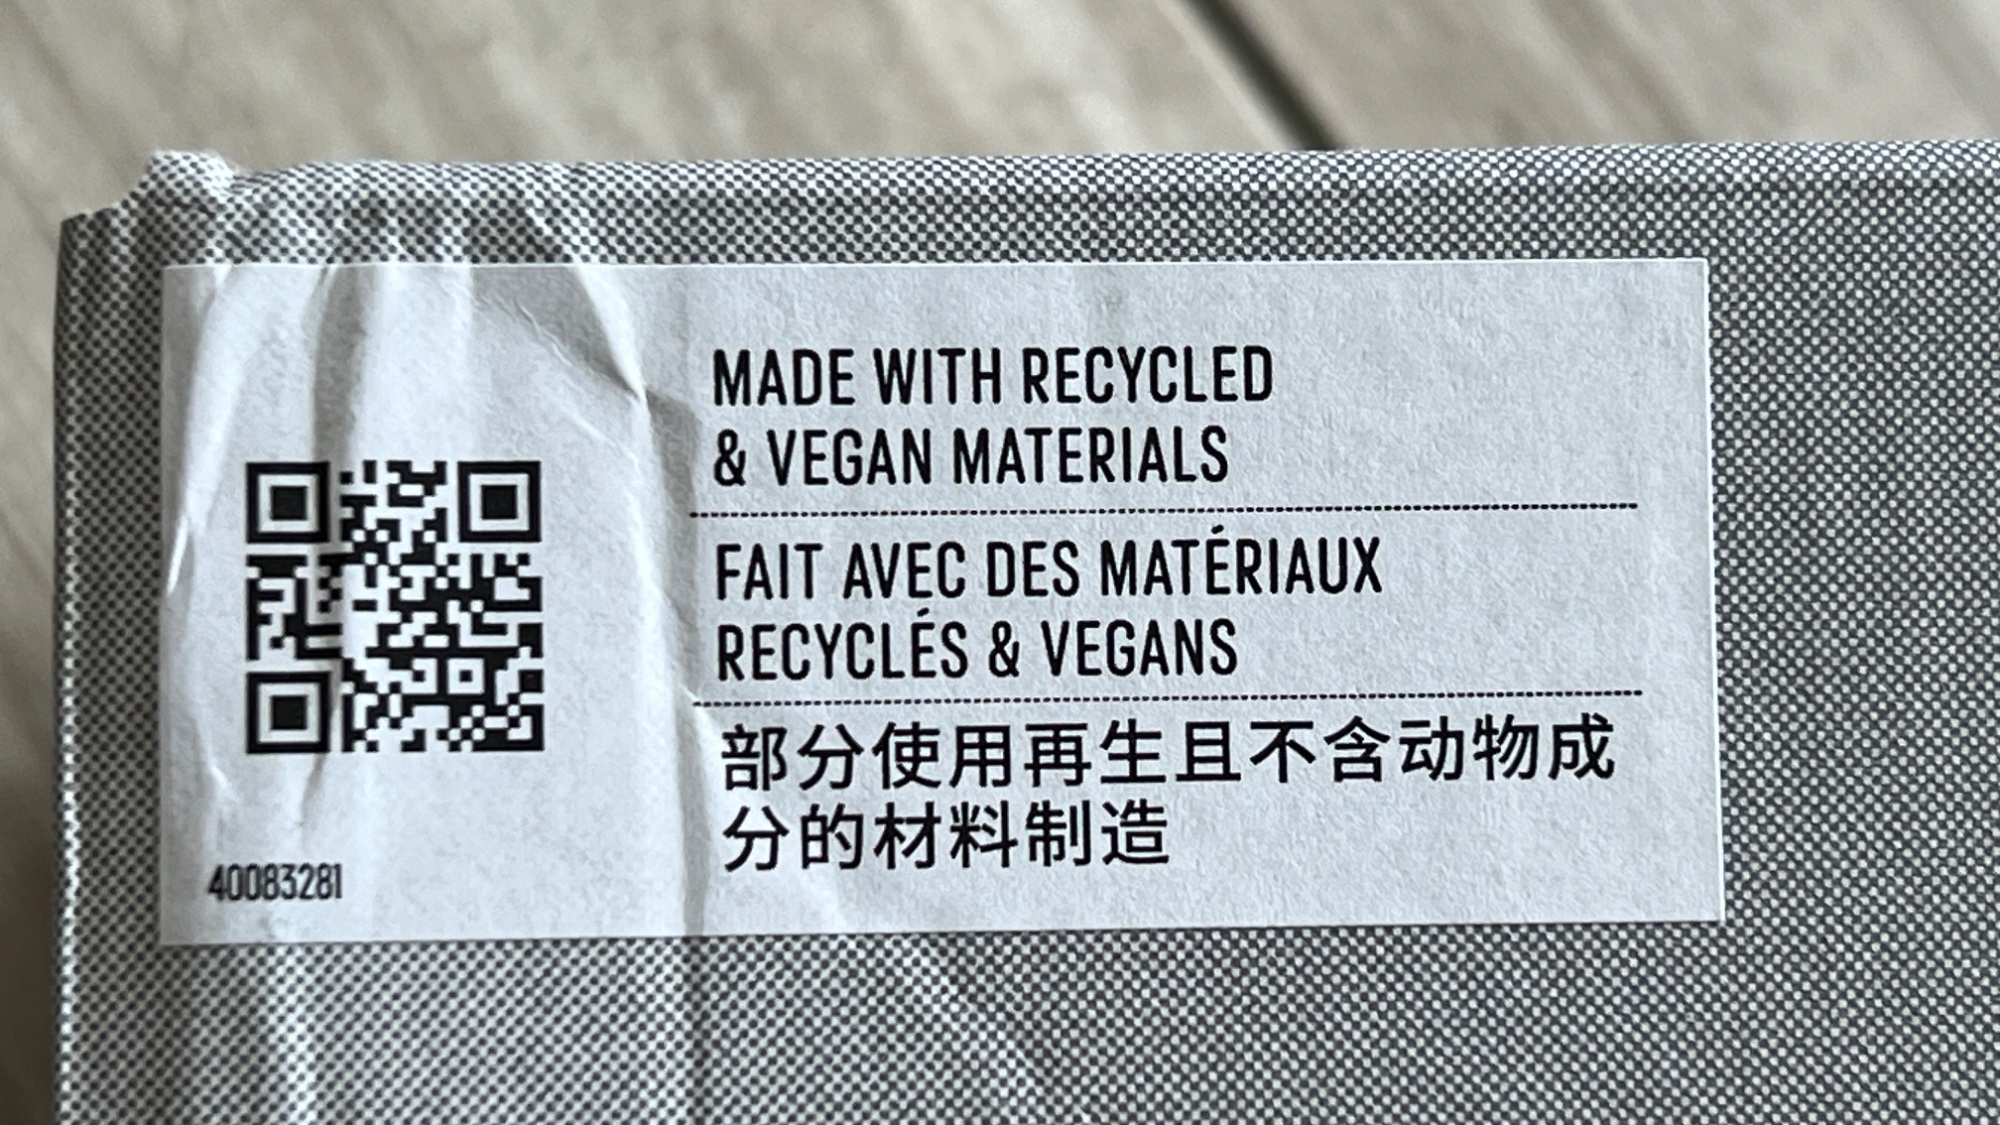 MADE WITH RECYCLED
& VEGAN MATERIALS
FAIT AVEC DES MATÉRIAUX
RECYCLÉS & VEGANS
部分使用再生且不含动物成
分的材料制造
40083281